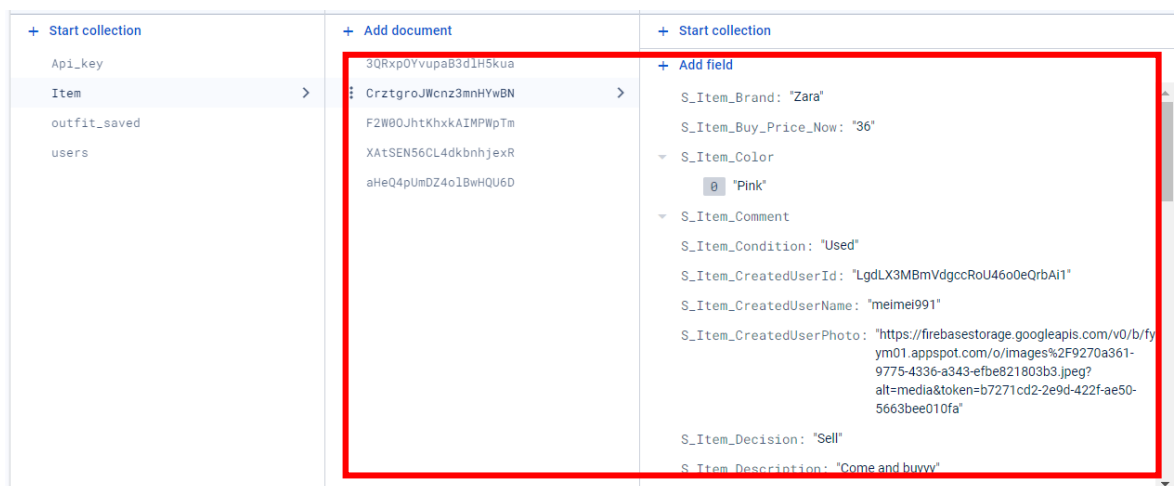 + Start collection
Api_key
Item
outfit_saved
users
+ Add document
3QRxpOYvupaB3dlH5kua
CrztgroJWcnz3mnHYwBN
F2W0OJhtKhxkAIMPWpTm
XAtSEN56CL4dkbnhjexR
aHeQ4pUmDZ4olBwHQU6D
+ Start collection
+ Add field
S_Item_Brand: "Zara"
S_Item_Buy_Price_Now: "36"
S_Item_Color
0 "Pink"
S_Item_Comment
S_Item_Condition: "Used"
S_Item_CreatedUserId: "LgdLX3MBmVdgccRoU46o0eQrbAi1"
S_Item_CreatedUserName: "meimei991"
S_Item_CreatedUserPhoto: "https://firebasestorage.googleapis.com/v0/b/fy
ym01.appspot.com/o/images%2F9270a361-
9775-4336-a343-efbe821803b3.jpeg?
alt=media&token=b7271cd2-2e9d-422f-ae50-
5663bee010fa"
S_Item_Decision: "Sell"
S_Item_Description: "Come and buyyy"